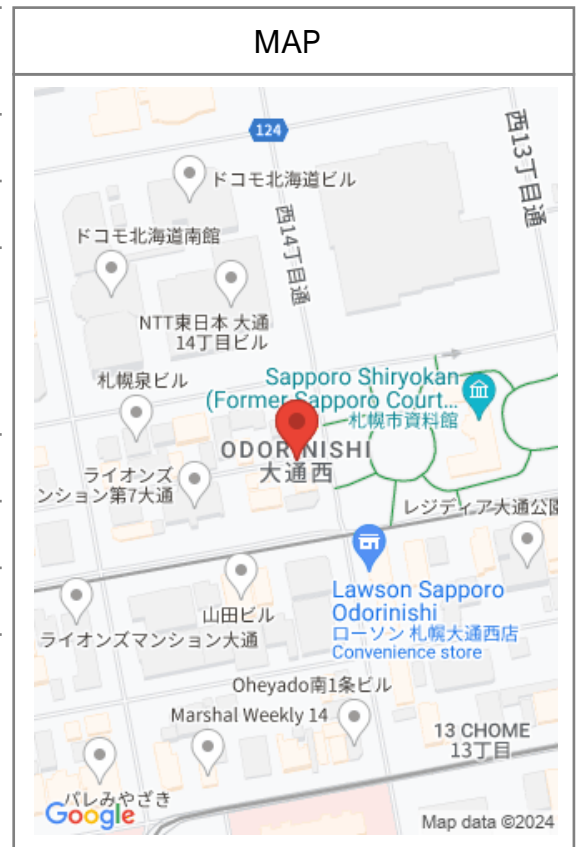 MAP
124
西13丁目通
ドコモ北海道ビル
西14丁目通
ドコモ北海道南館
NTT東日本 大通
14丁目ビル
札幌泉ビル
Sapporo Shiryokan
(Former Sapporo Court...
札幌市資料館
ODORINISHI
大通西
ライオンズ
ンション第7大通
レジディア大通公園
Lawson Sapporo
Odorinishi
ローソン 札幌大通西店
Convenience store
山田ビル
ライオンズマンション大通
Oheyado南1条ビル
Marshal Weekly 14
13 CHOME
13丁目
パレみやざき
Google
Map data ©2024